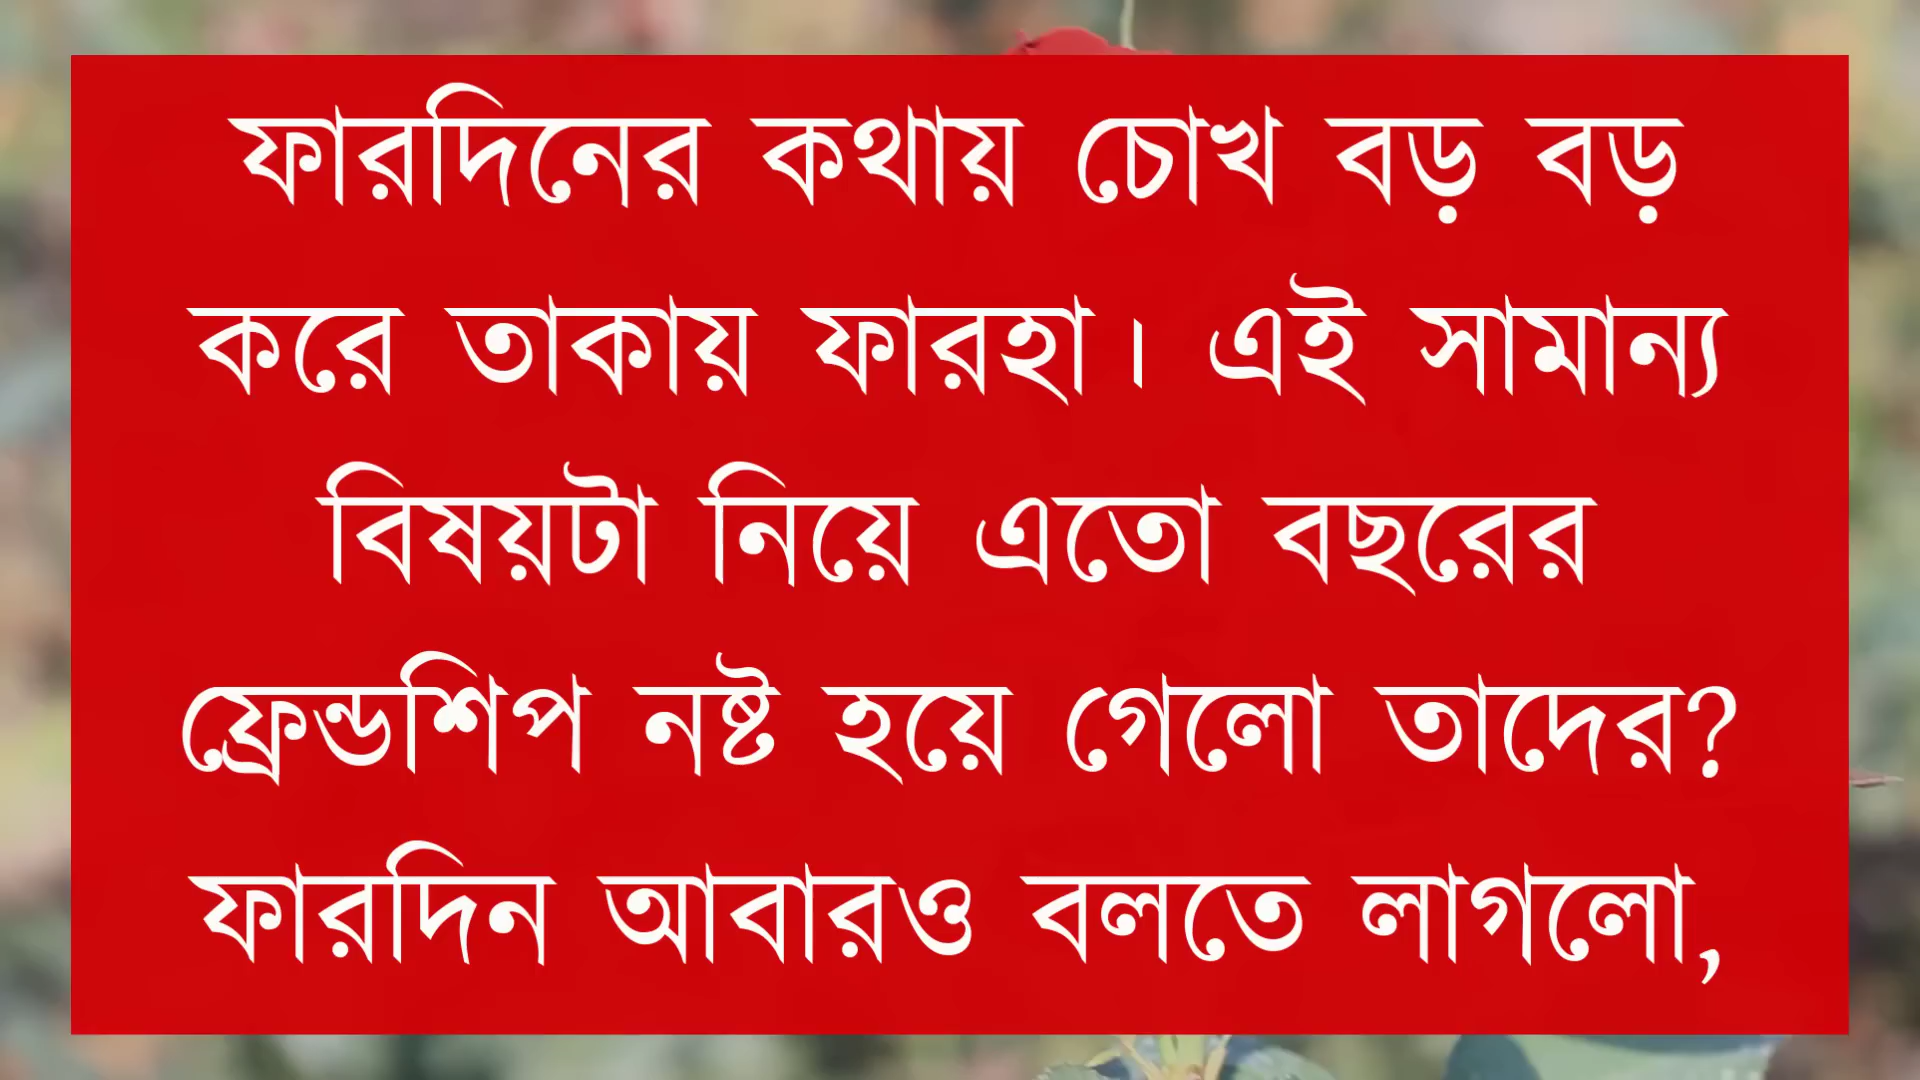 ফারদিনের কথায় চোখ বড় বড়
করে তাকায় ফারহা। এই সামান্য
বিষয়টা নিয়ে এতো বছরের
ফ্রেন্ডশিপ নষ্ট হয়ে গেলো তাদের?
ফারদিন আবারও বলতে লাগলো,